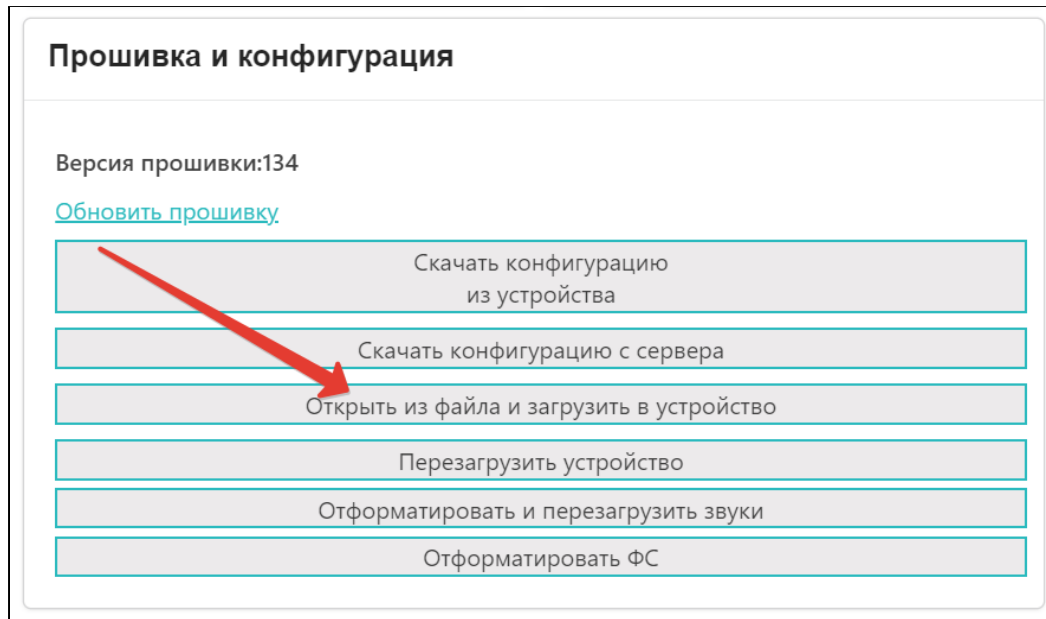 Прошивка и конфигурация
Версия прошивки:134
Обновить прошивку
Скачать конфигурацию
из устройства
Скачать конфигурацию с сервера
Открыть из файла и загрузить в устройство
Перезагрузить устройство
Отформатировать и перезагрузить звуки
Отформатировать ФС